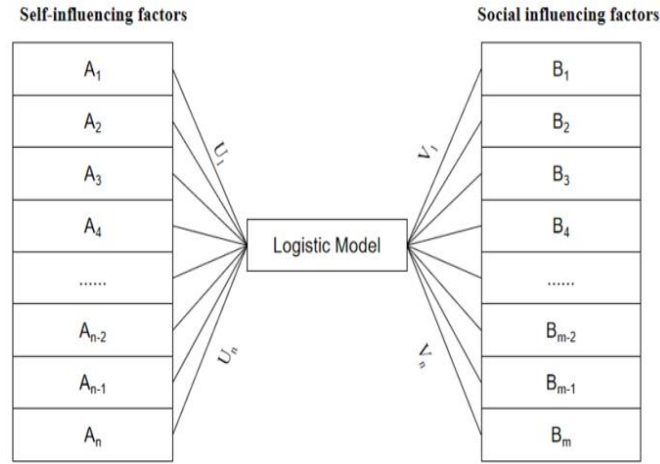 Self-influencing factors
Social influencing factors
A₁
A₂
A₃
A₄
......
Aₙ₋₂
Aₙ₋₁
Aₙ
U₁
Uₙ
Logistic Model
V₁
Vₙ
B₁
B₂
B₃
B₄
......
Bₘ₋₂
Bₘ₋₁
Bₘ